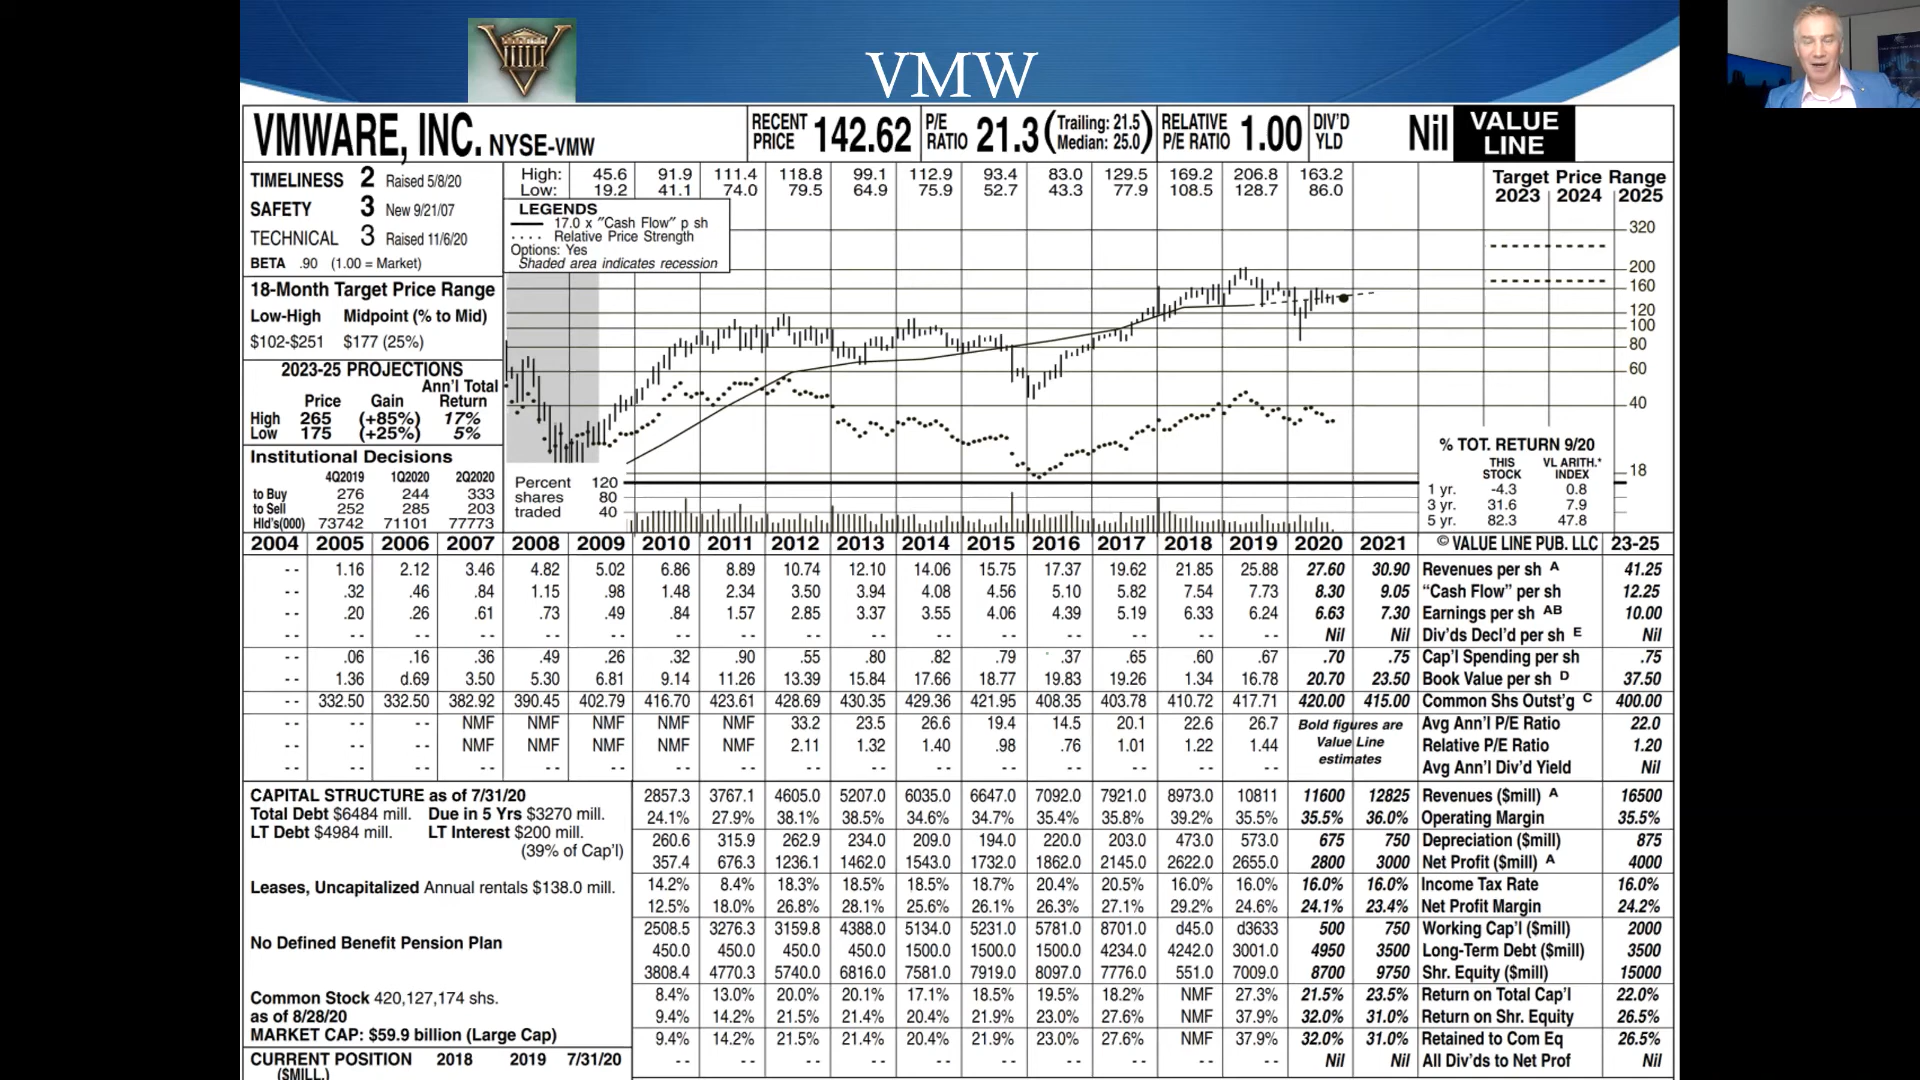 VMW
VMWARE, INC. NYSE-VMW
RECENT PRICE 142.62
P/E RATIO 21.3 (Trailing: 21.5 Median: 25.0)
RELATIVE P/E RATIO 1.00
DIV'D YLD Nil
VALUE LINE
TIMELINESS 2 Raised 5/8/20
SAFETY 3 New 9/21/07
TECHNICAL 3 Raised 11/6/20
BETA .90 (1.00 = Market)
18-Month Target Price Range
Low-High Midpoint (% to Mid)
$102-$251 $177 (25%)
2023-25 PROJECTIONS
Ann'l Total
Price Gain Return
High 265 (+85%) 17%
Low 175 (+25%) 5%
Institutional Decisions
4Q2019 1Q2020 2Q2020
to Buy 276 244 333
to Sell 252 285 203
Hld's(000) 73742 71101 77773
High: 45.6 91.9 111.4 118.8 99.1 112.9 93.4 83.0 129.5 169.2 206.8 163.2
Low: 19.2 41.1 74.0 79.5 64.9 75.9 52.7 43.3 77.9 108.5 128.7 86.0
LEGENDS
17.0 x "Cash Flow" p sh
Relative Price Strength
Options: Yes
Shaded area indicates recession
Target Price Range
2023 2024 2025
320
200
160
120
100
80
60
40
18
Percent shares traded
120
80
40
% TOT. RETURN 9/20
THIS STOCK VL ARITH.* INDEX
1 yr. -4.3 0.8
3 yr. 31.6 7.9
5 yr. 82.3 47.8
2004 2005 2006 2007 2008 2009 2010 2011 2012 2013 2014 2015 2016 2017 2018 2019 2020 2021 © VALUE LINE PUB. LLC 23-25
-- 1.16 2.12 3.46 4.82 5.02 6.86 8.89 10.74 12.10 14.06 15.75 17.37 19.62 21.85 25.88 27.60 30.90 Revenues per sh A 41.25
-- .32 .46 .84 1.15 .98 1.48 2.34 3.50 3.94 4.08 4.56 5.10 5.82 7.54 7.73 8.30 9.05 "Cash Flow" per sh 12.25
-- .20 .26 .61 .73 .49 .84 1.57 2.85 3.37 3.55 4.06 4.39 5.19 6.33 6.24 6.63 7.30 Earnings per sh AB 10.00
-- -- -- -- -- -- -- -- -- -- -- -- -- -- -- -- Nil Nil Div'ds Decl'd per sh E Nil
-- .06 .16 .36 .49 .26 .32 .90 .55 .80 .82 .79 .37 .65 .60 .67 .70 .75 Cap'l Spending per sh .75
-- 1.36 d.69 3.50 5.30 6.81 9.14 11.26 13.39 15.84 17.66 18.77 19.83 19.26 1.34 16.78 20.70 23.50 Book Value per sh D 37.50
-- 332.50 332.50 382.92 390.45 402.79 416.70 423.61 428.69 430.35 429.36 421.95 408.35 403.78 410.72 417.71 420.00 415.00 Common Shs Outst'g C 400.00
-- -- -- NMF NMF NMF NMF NMF 33.2 23.5 26.6 19.4 14.5 20.1 22.6 26.7 Bold figures are Avg Ann'l P/E Ratio 22.0
-- -- -- NMF NMF NMF NMF NMF 2.11 1.32 1.40 .98 .76 1.01 1.22 1.44 Value Line Relative P/E Ratio 1.20
-- -- -- -- -- -- -- -- -- -- -- -- -- -- -- -- estimates Avg Ann'l Div'd Yield Nil
CAPITAL STRUCTURE as of 7/31/20
Total Debt $6484 mill. Due in 5 Yrs $3270 mill.
LT Debt $4984 mill. LT Interest $200 mill.
(39% of Cap'l)
Leases, Uncapitalized Annual rentals $138.0 mill.
No Defined Benefit Pension Plan
Common Stock 420,127,174 shs.
as of 8/28/20
MARKET CAP: $59.9 billion (Large Cap)
CURRENT POSITION 2018 2019 7/31/20
($MILL.)
2857.3 3767.1 4605.0 5207.0 6035.0 6647.0 7092.0 7921.0 8973.0 10811 11600 12825 Revenues ($mill) A 16500
24.1% 27.9% 38.1% 38.5% 34.6% 34.7% 35.4% 35.8% 39.2% 35.5% 35.5% 36.0% Operating Margin 35.5%
260.6 315.9 262.9 234.0 209.0 194.0 220.0 203.0 473.0 573.0 675 750 Depreciation ($mill) 875
357.4 676.3 1236.1 1462.0 1543.0 1732.0 1862.0 2145.0 2622.0 2655.0 2800 3000 Net Profit ($mill) A 4000
14.2% 8.4% 18.3% 18.5% 18.5% 18.7% 20.4% 20.5% 16.0% 16.0% 16.0% 16.0% Income Tax Rate 16.0%
12.5% 18.0% 26.8% 28.1% 25.6% 26.1% 26.3% 27.1% 29.2% 24.6% 24.1% 23.4% Net Profit Margin 24.2%
2508.5 3276.3 3159.8 4388.0 5134.0 5231.0 5781.0 8701.0 d45.0 d3633 500 750 Working Cap'l ($mill) 2000
450.0 450.0 450.0 450.0 1500.0 1500.0 1500.0 4234.0 4242.0 3001.0 4950 3500 Long-Term Debt ($mill) 3500
3808.4 4770.3 5740.0 6816.0 7581.0 7919.0 8097.0 7776.0 551.0 7009.0 8700 9750 Shr. Equity ($mill) 15000
8.4% 13.0% 20.0% 20.1% 17.1% 18.5% 19.5% 18.2% NMF 27.3% 21.5% 23.5% Return on Total Cap'l 22.0%
9.4% 14.2% 21.5% 21.4% 20.4% 21.9% 23.0% 27.6% NMF 37.9% 32.0% 31.0% Return on Shr. Equity 26.5%
9.4% 14.2% 21.5% 21.4% 20.4% 21.9% 23.0% 27.6% NMF 37.9% 32.0% 31.0% Retained to Com Eq 26.5%
-- -- -- -- -- -- -- -- -- -- Nil Nil All Div'ds to Net Prof Nil